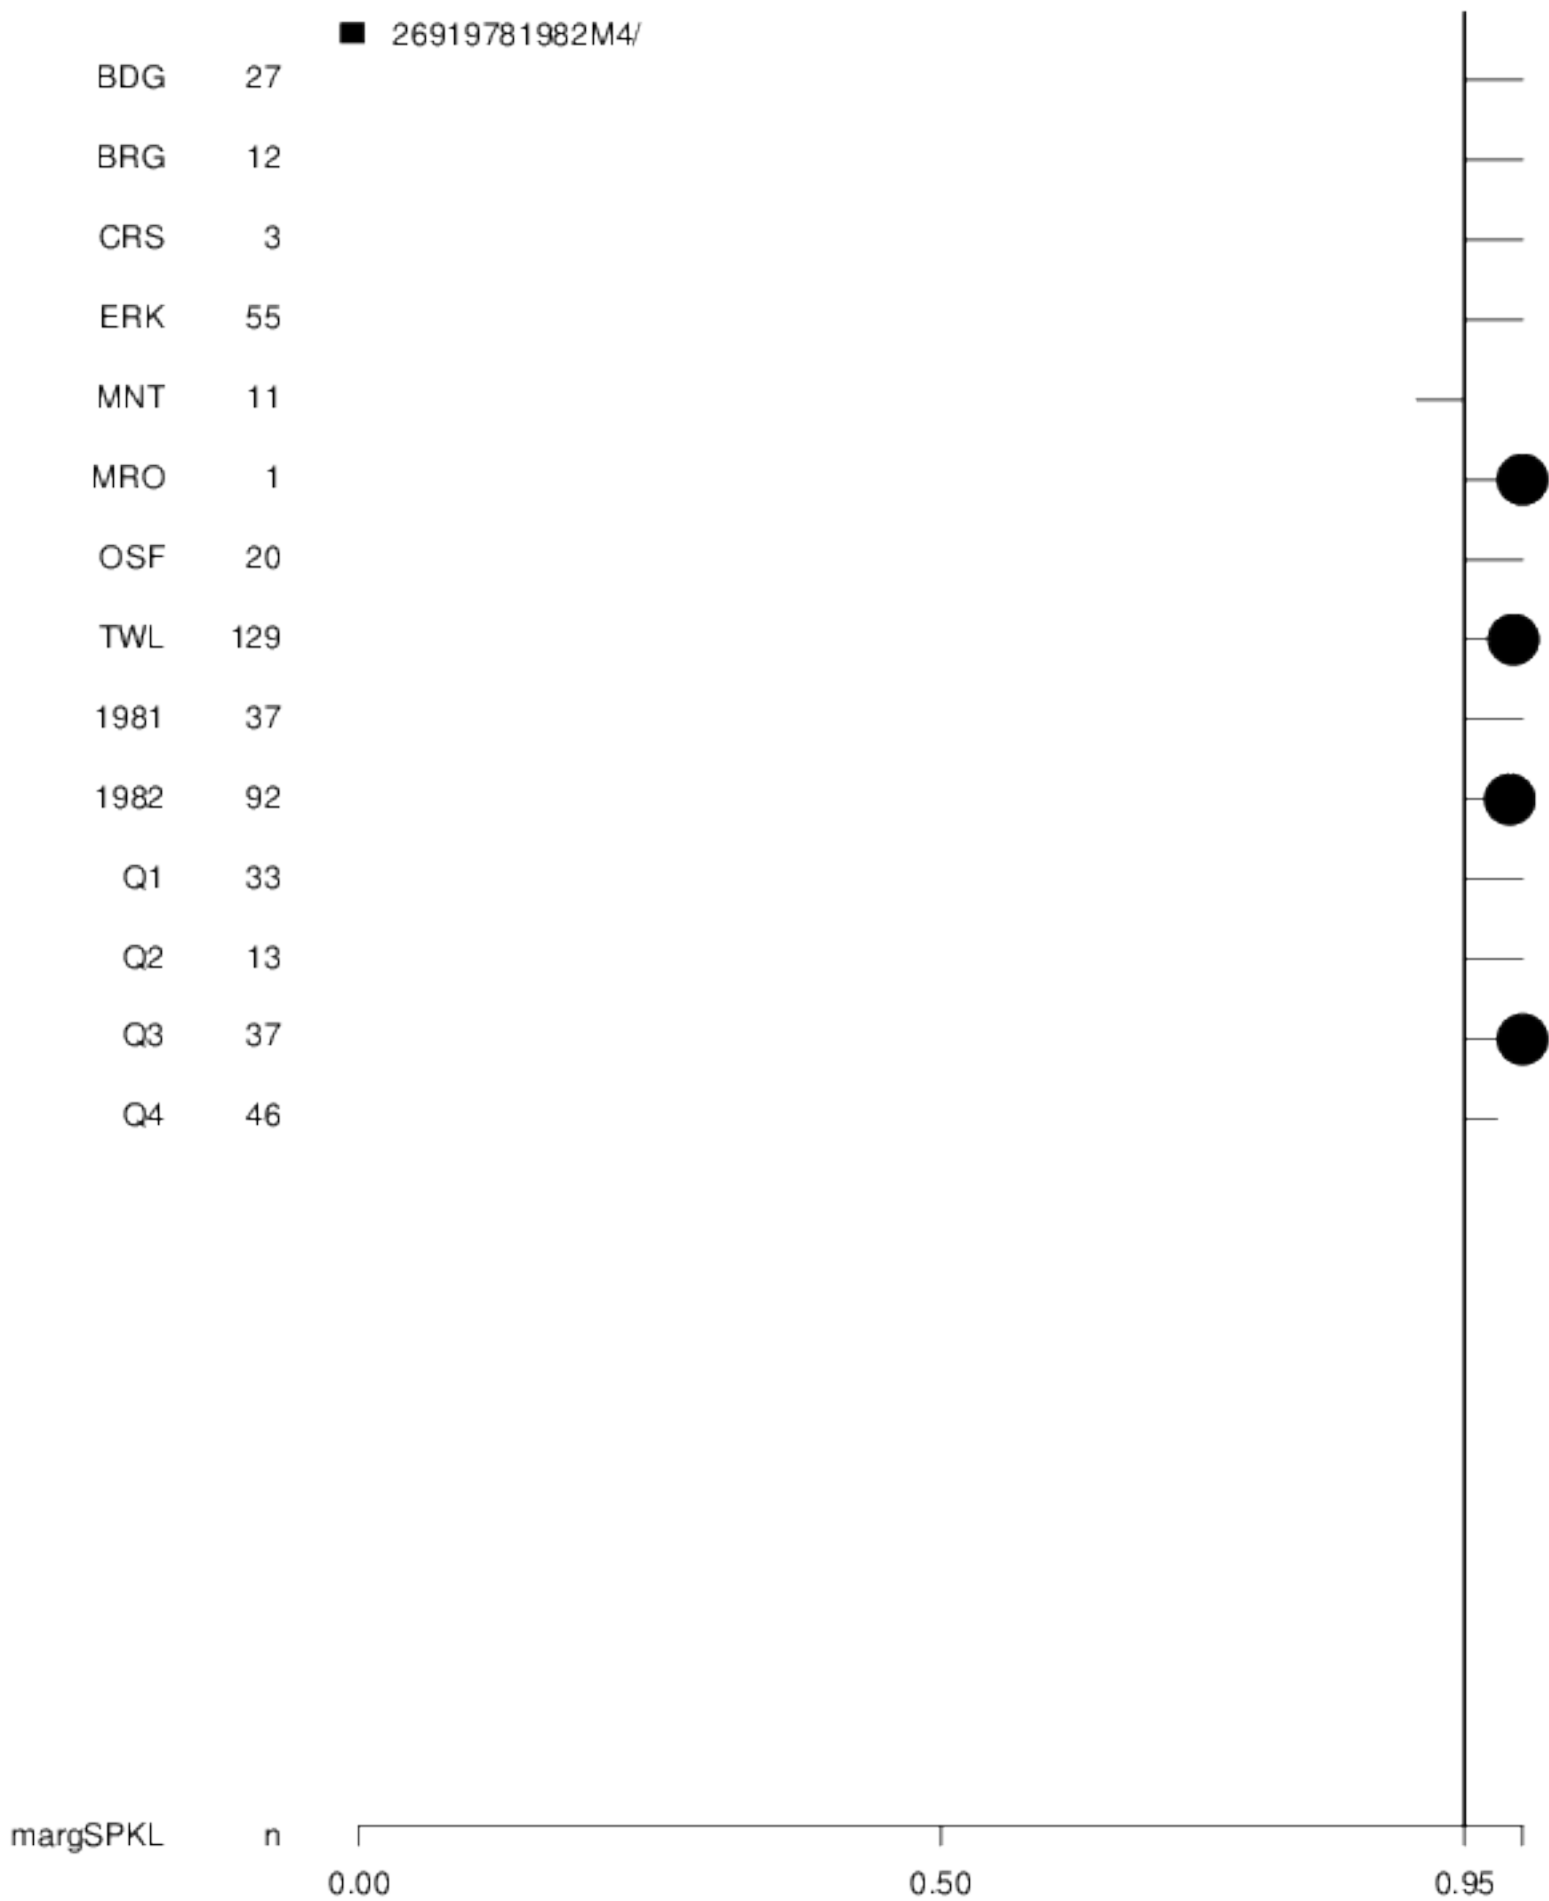 26919781982M4/
BDG 27
BRG 12
CRS 3
ERK 55
MNT 11
MRO 1
OSF 20
TWL 129
1981 37
1982 92
Q1 33
Q2 13
Q3 37
Q4 46
margSPKL n
0.00 0.50 0.95